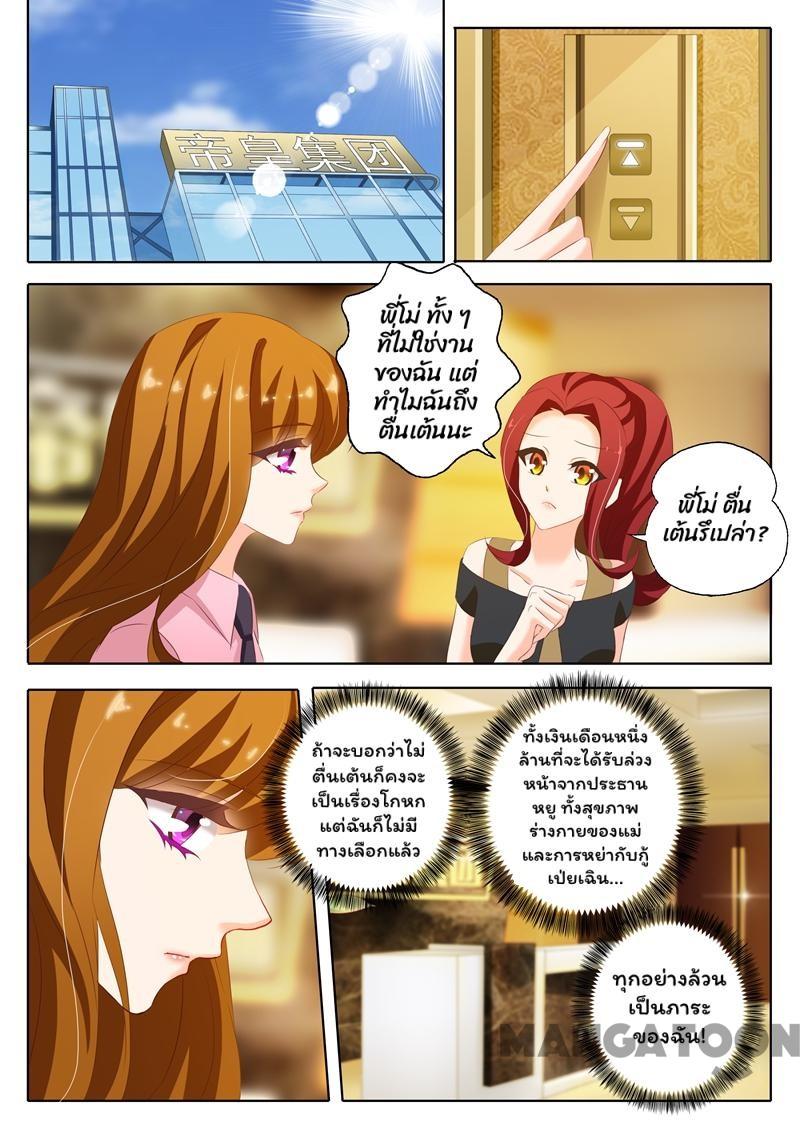 帝皇集团
พี่โม่ ทั้ง ๆ
ที่ไม่ใช่งาน
ของฉัน แต่
ทำไมฉันถึง
ตื่นเต้นนะ
พี่โม่ ตื่น
เต้นรึเปล่า?
ถ้าจะบอกว่าไม่
ตื่นเต้นก็คงจะ
เป็นเรื่องโกหก
แต่ฉันก็ไม่มี
ทางเลือกแล้ว
ทั้งเงินเดือนหนึ่ง
ล้านที่จะได้รับล่วง
หน้าจากประธาน
หยู ทั้งสุขภาพ
ร่างกายของแม่
และการหย่ากับกู้
เป่ยเฉิน...
ทุกอย่างล้วน
เป็นภาระ
ของฉัน!
MANGATOON